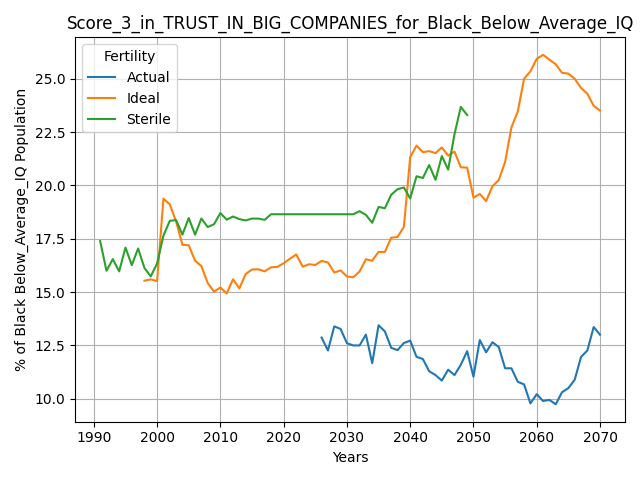 Score_3_in_TRUST_IN_BIG_COMPANIES_for_Black_Below_Average_IQ
Fertility
Actual
Ideal
Sterile
% of Black Below_Average_IQ Population
25.0
22.5
20.0
17.5
15.0
12.5
10.0
1990 2000 2010 2020 2030 2040 2050 2060 2070
Years